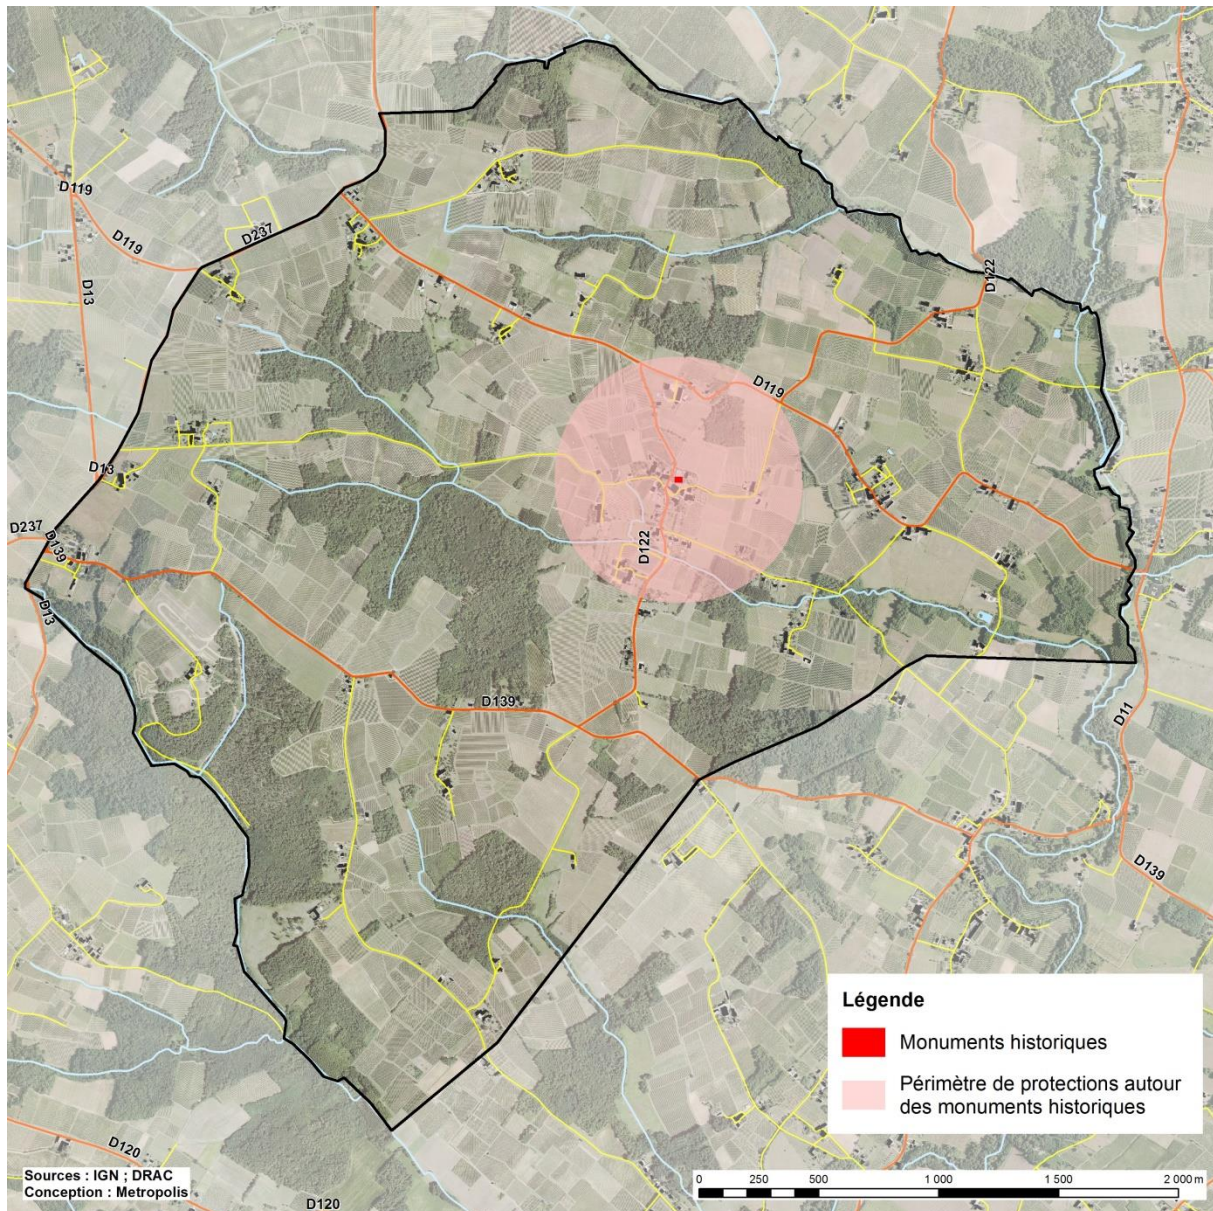 D119
D119
D237
D13
D122
D119
D13
D237
D139
D13
D122
D139
D11
D139
Légende
Monuments historiques
Périmètre de protections autour
des monuments historiques
D120
Sources : IGN ; DRAC
Conception : Metropolis
D120
0 250 500 1 000 1 500 2 000 m